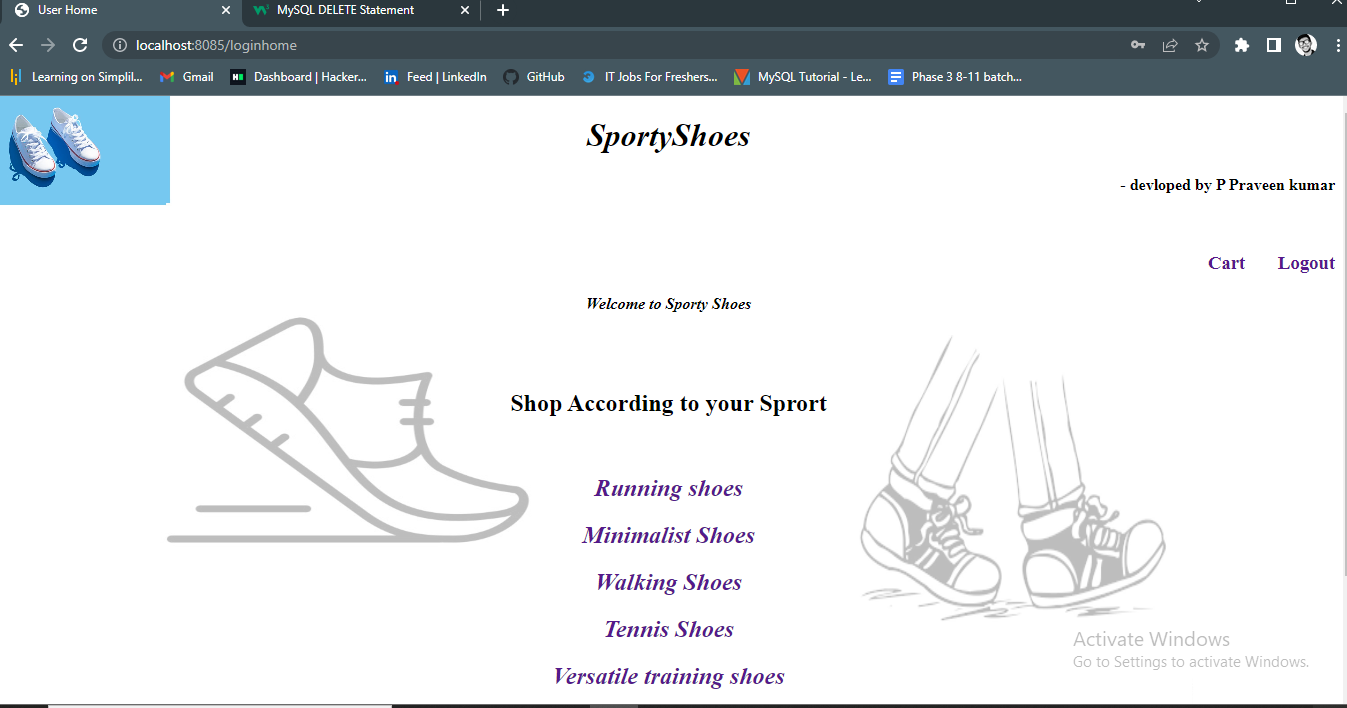 User Home
MySQL DELETE Statement
localhost:8085/loginhome
Learning on Simplil...
Gmail
Dashboard | Hacker...
Feed | LinkedIn
GitHub
IT Jobs For Freshers...
MySQL Tutorial - Le...
Phase 3 8-11 batch...
SportyShoes
- devloped by P Praveen kumar
Cart Logout
Welcome to Sporty Shoes
Shop According to your Sprort
Running shoes
Minimalist Shoes
Walking Shoes
Tennis Shoes
Versatile training shoes
Activate Windows
Go to Settings to activate Windows.